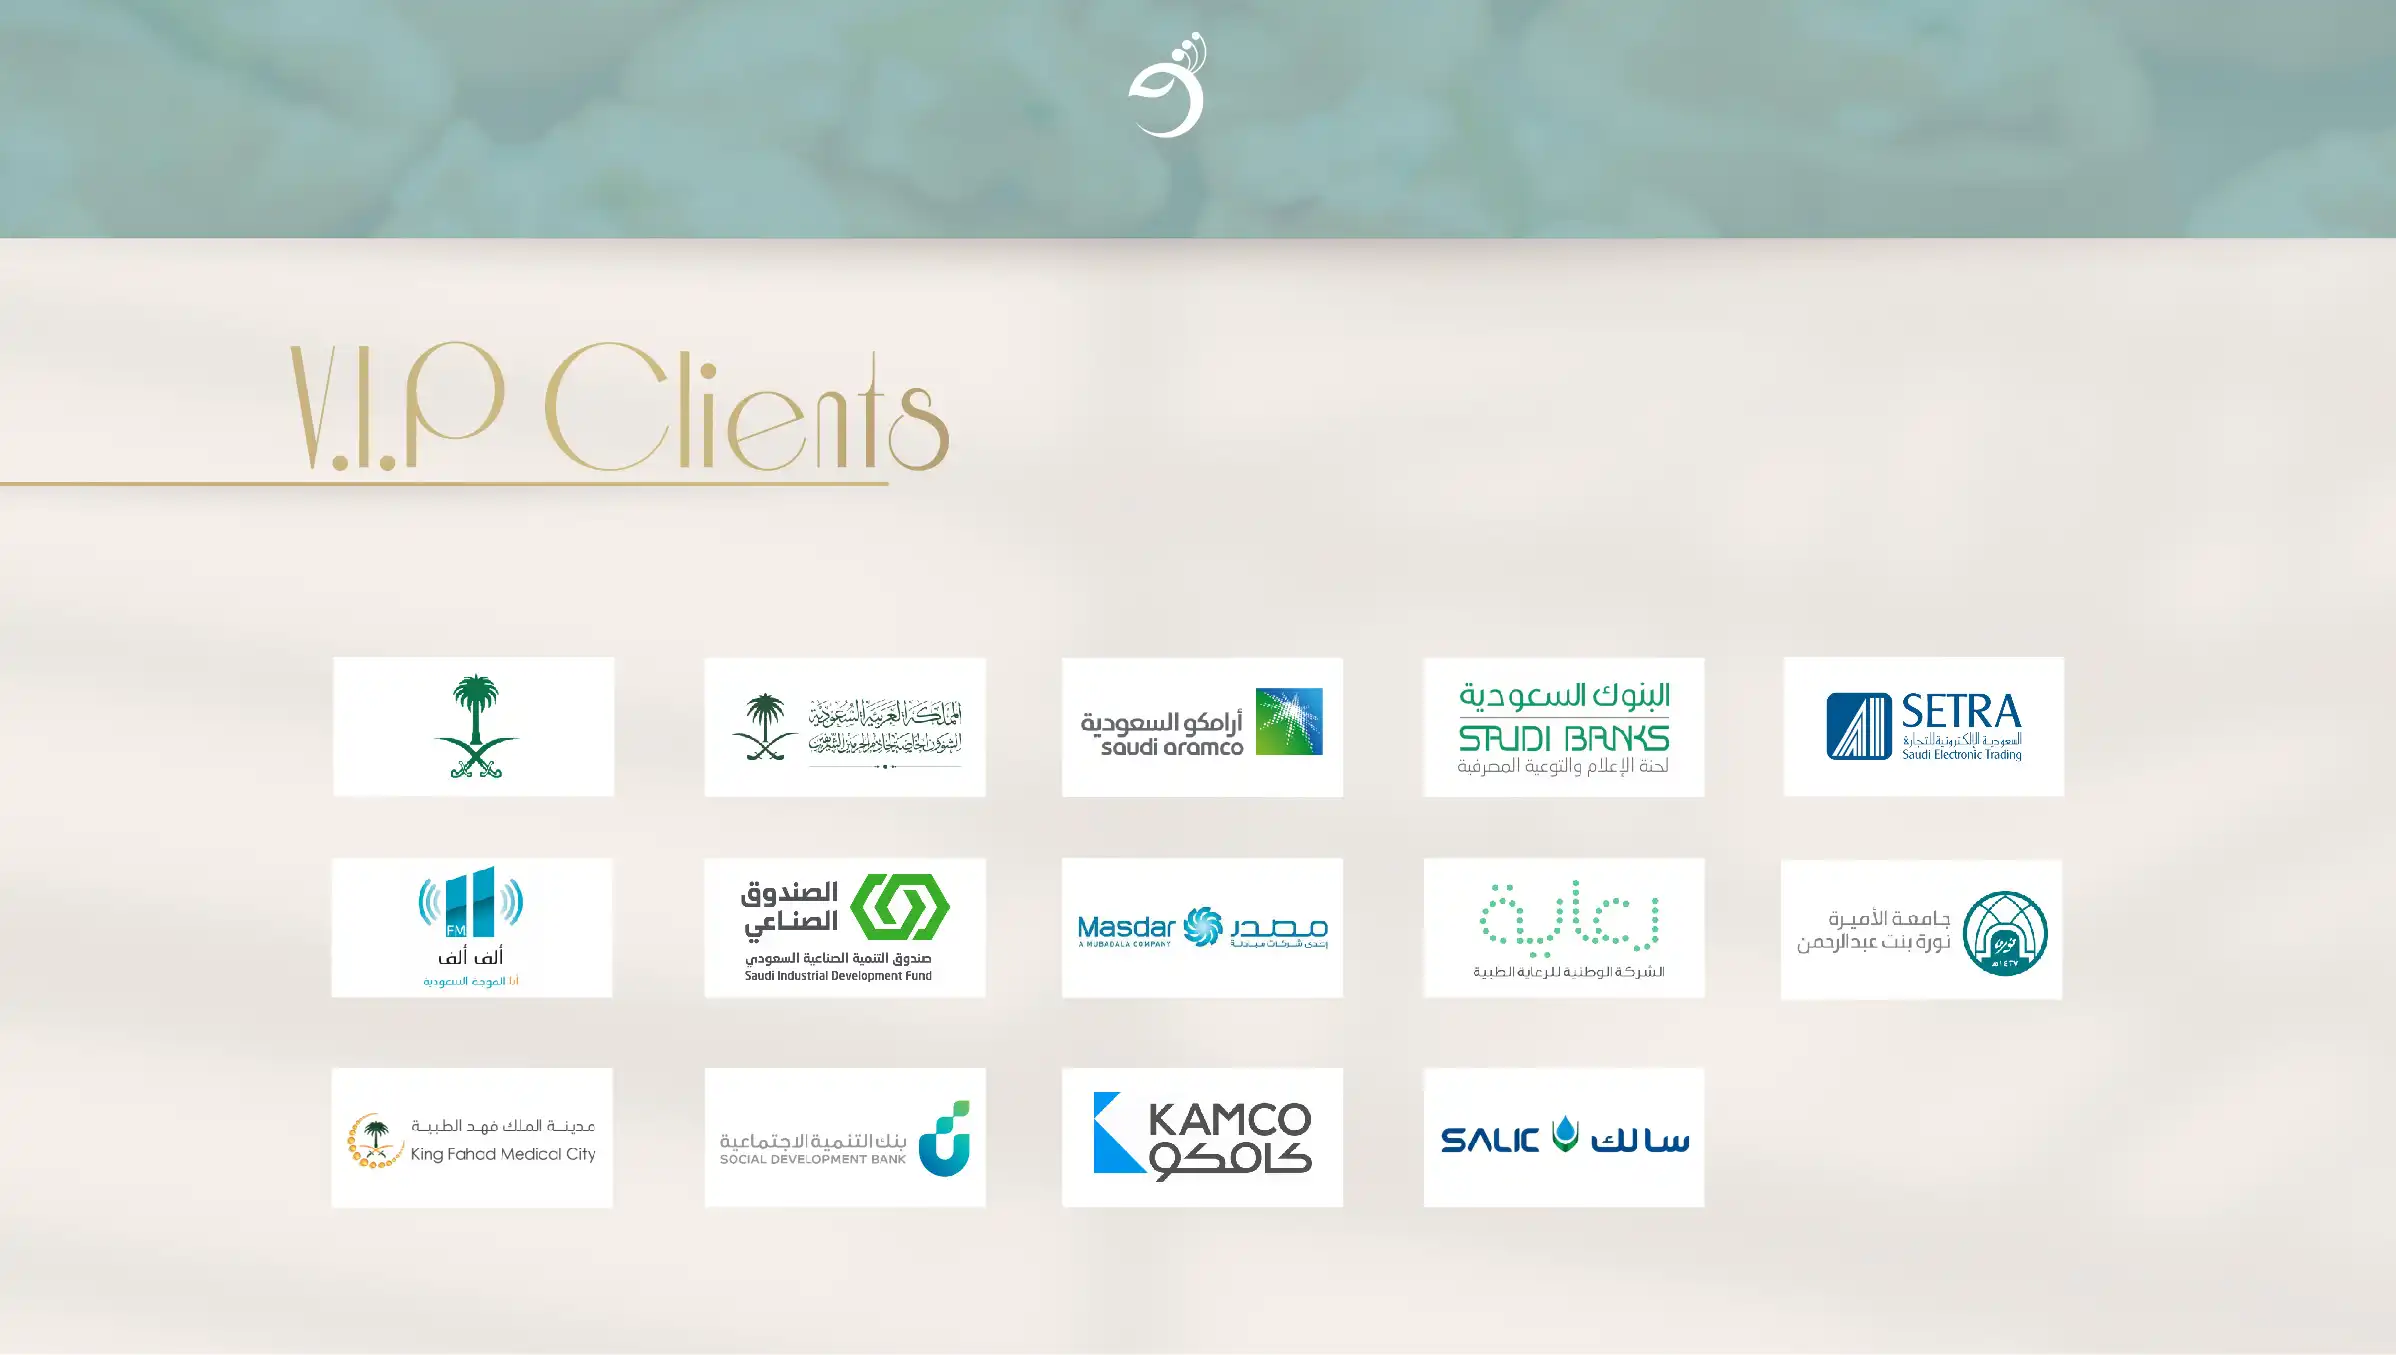 V.I.P Clients
المملكة العربية السعودية
الشؤون الخاصة لخادم الحرمين الشريفين
أرامكو السعودية
saudi aramco
البنوك السعودية
SAUDI BANKS
لجنة الإعلام والتوعية المصرفية
SETRA
السعودية الإلكترونية للتجارة
Saudi Electronic Trading
FM
ألف ألف
أنا الموجة السعودية
الصندوق
الصناعي
صندوق التنمية الصناعية السعودي
Saudi Industrial Development Fund
Masdar مصدر
A MUBADALA COMPANY إحدى شركات مبادلة
رعاية
الشركة الوطنية للرعاية الطبية
جامعة الأميرة
نورة بنت عبدالرحمن
مدينة الملك فهد الطبية
King Fahad Medical City
بنك التنمية الاجتماعية
SOCIAL DEVELOPMENT BANK
KAMCO
كامكو
SALIC سالك